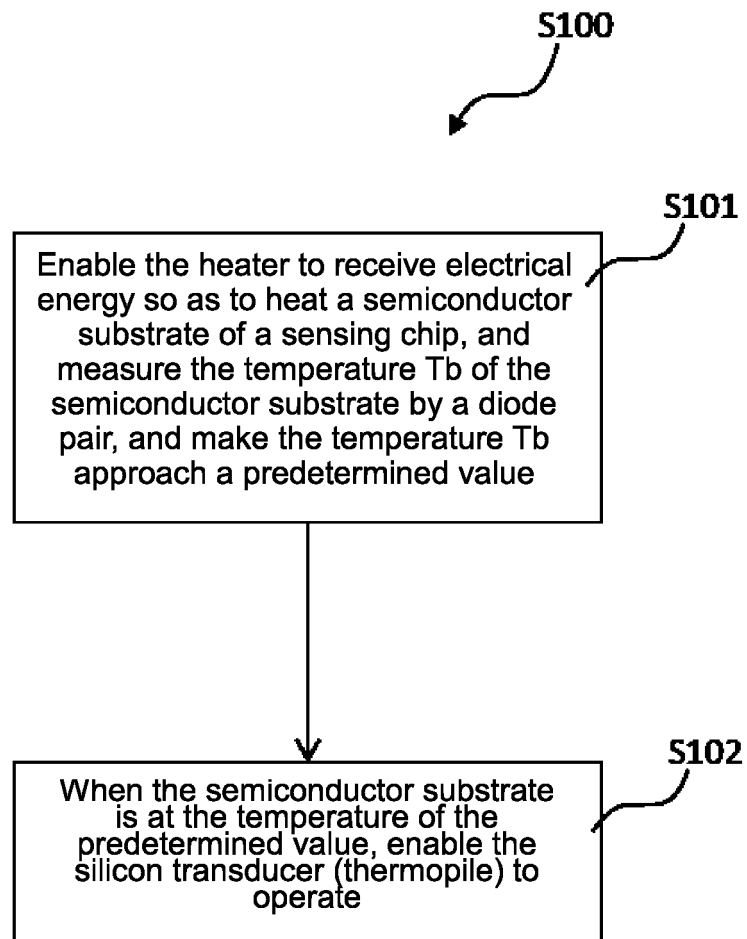 S100
S101
Enable the heater to receive electrical
energy so as to heat a semiconductor
substrate of a sensing chip, and
measure the temperature Tb of the
semiconductor substrate by a diode
pair, and make the temperature Tb
approach a predetermined value
S102
When the semiconductor substrate
is at the temperature of the
predetermined value, enable the
silicon transducer (thermopile) to
operate